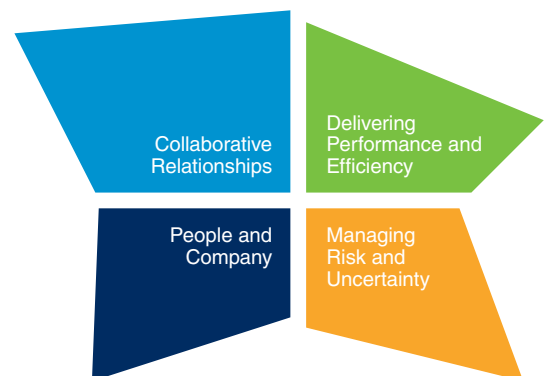 Collaborative
Relationships
Delivering
Performance and
Efficiency
People and
Company
Managing
Risk and
Uncertainty